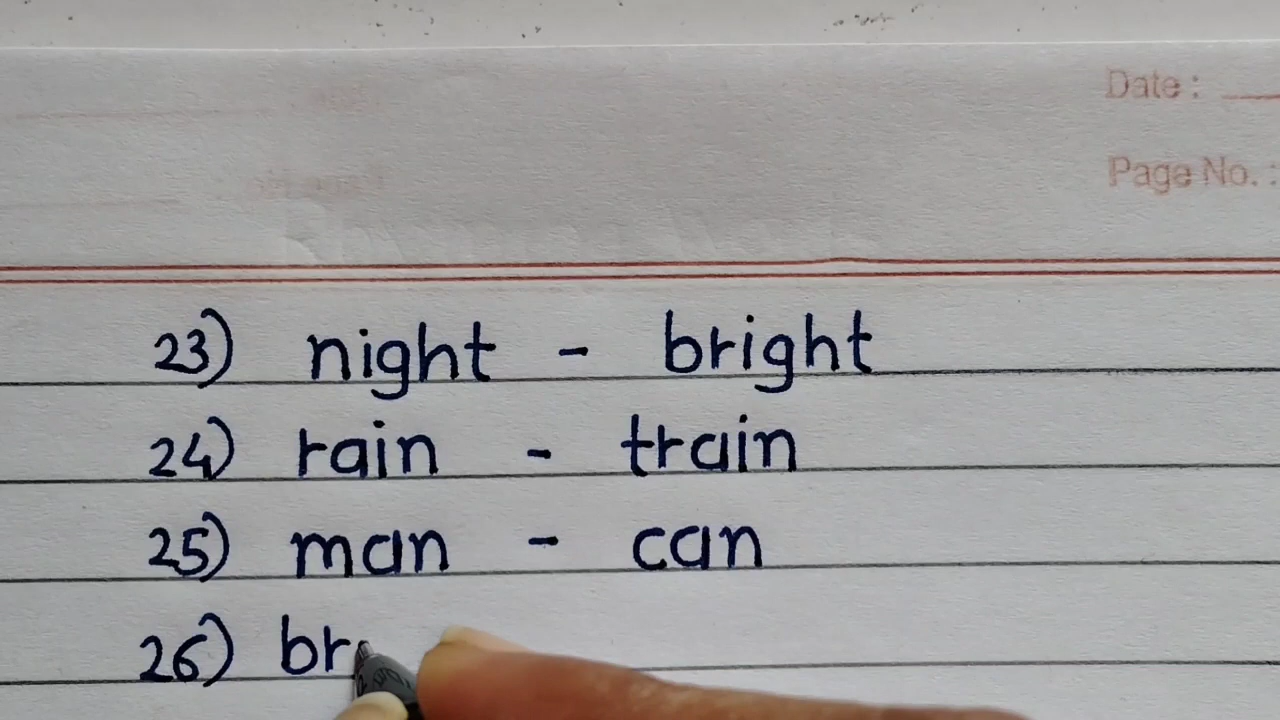 Date :
Page No. :
23) night - bright
24) rain - train
25) man - can
26) br